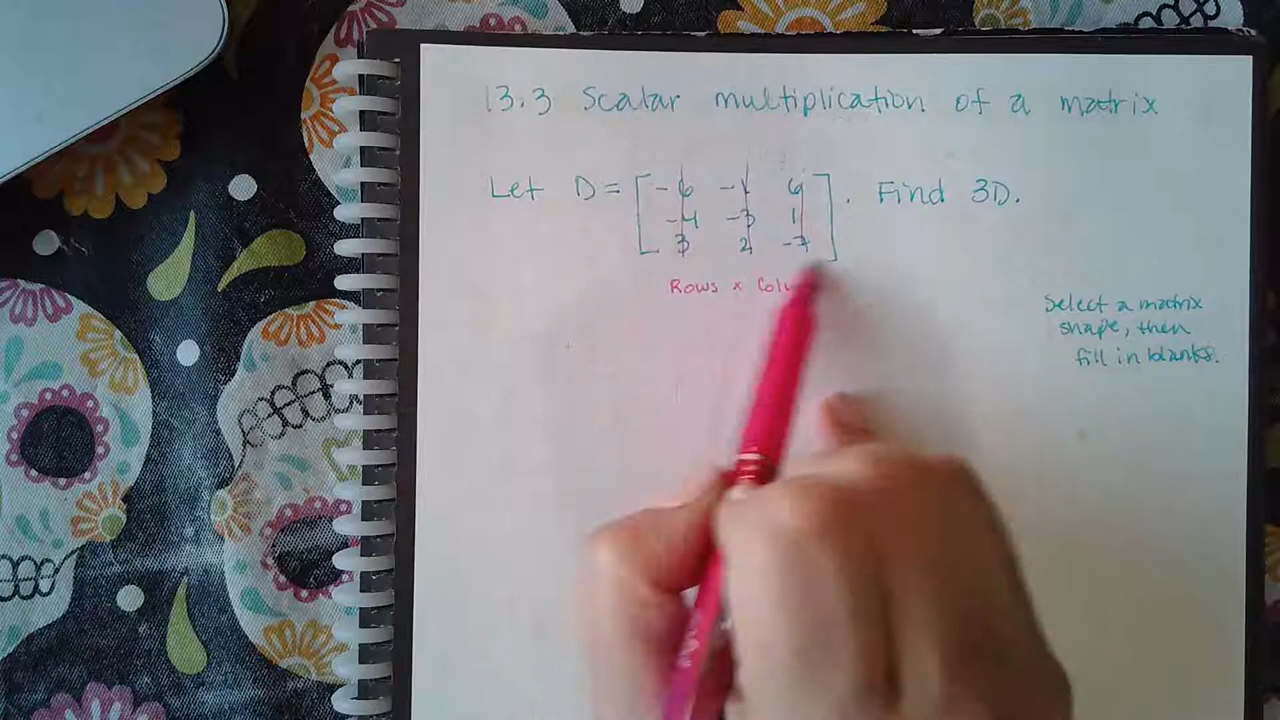 13.3 Scalar multiplication of a matrix
Let D = [ -6 -1 6 ] . Find 3D.
-4 -3 1
3 2 -7
Rows x Colu
Select a matrix
shape, then
fill in blanks.